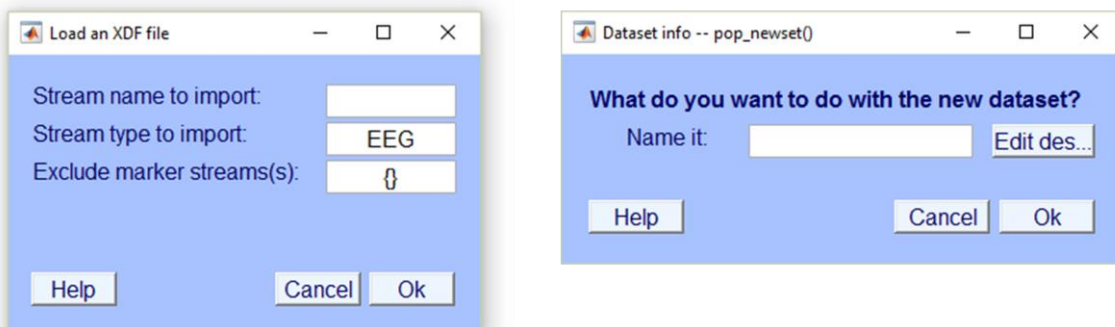 Load an XDF file
Stream name to import:
Stream type to import: EEG
Exclude marker streams(s): {}
Help Cancel Ok
Dataset info -- pop_newset()
What do you want to do with the new dataset?
Name it: Edit des...
Help Cancel Ok